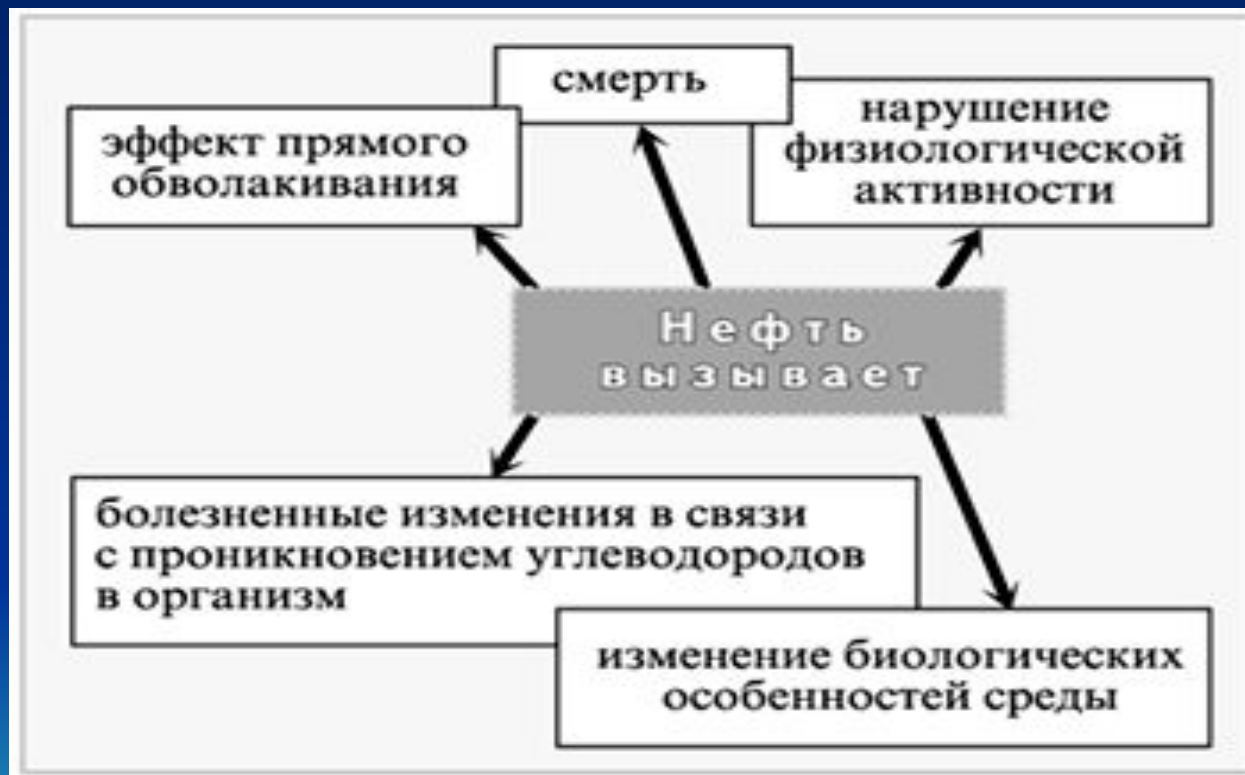 смерть
эффект прямого
обволакивания
нарушение
физиологической
активности
Нефть
вызывает
болезненные изменения в связи
с проникновением углеводородов
в организм
изменение биологических
особенностей среды